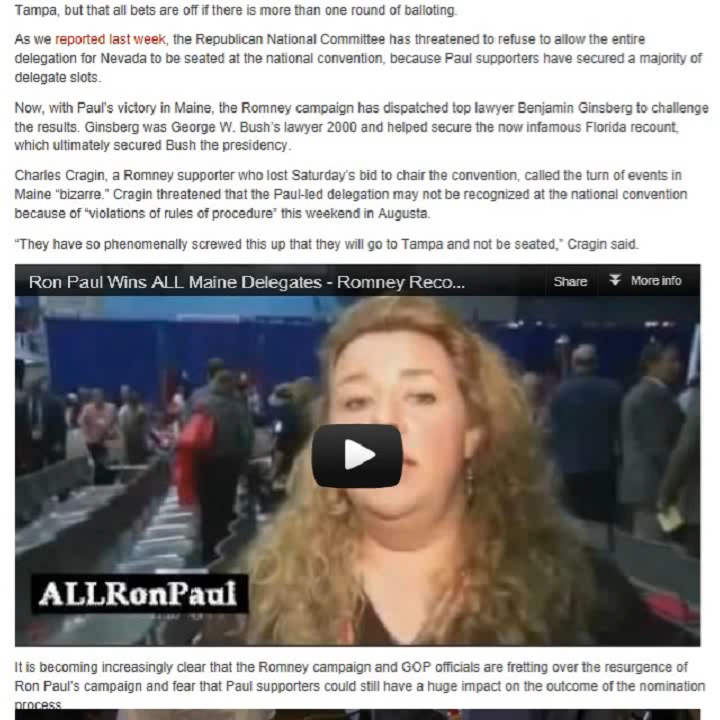 Tampa, but that all bets are off if there is more than one round of balloting.
As we reported last week, the Republican National Committee has threatened to refuse to allow the entire
delegation for Nevada to be seated at the national convention, because Paul supporters have secured a majority of
delegate slots.
Now, with Paul's victory in Maine, the Romney campaign has dispatched top lawyer Benjamin Ginsberg to challenge
the results. Ginsberg was George W. Bush's lawyer 2000 and helped secure the now infamous Florida recount,
which ultimately secured Bush the presidency.
Charles Cragin, a Romney supporter who lost Saturday's bid to chair the convention, called the turn of events in
Maine “bizarre.” Cragin threatened that the Paul-led delegation may not be recognized at the national convention
because of “violations of rules of procedure” this weekend in Augusta.
“They have so phenomenally screwed this up that they will go to Tampa and not be seated,” Cragin said.
Ron Paul Wins ALL Maine Delegates - Romney Reco... Share More info
ALLRonPaul
It is becoming increasingly clear that the Romney campaign and GOP officials are fretting over the resurgence of
Ron Paul's campaign and fear that Paul supporters could still have a huge impact on the outcome of the nomination
process